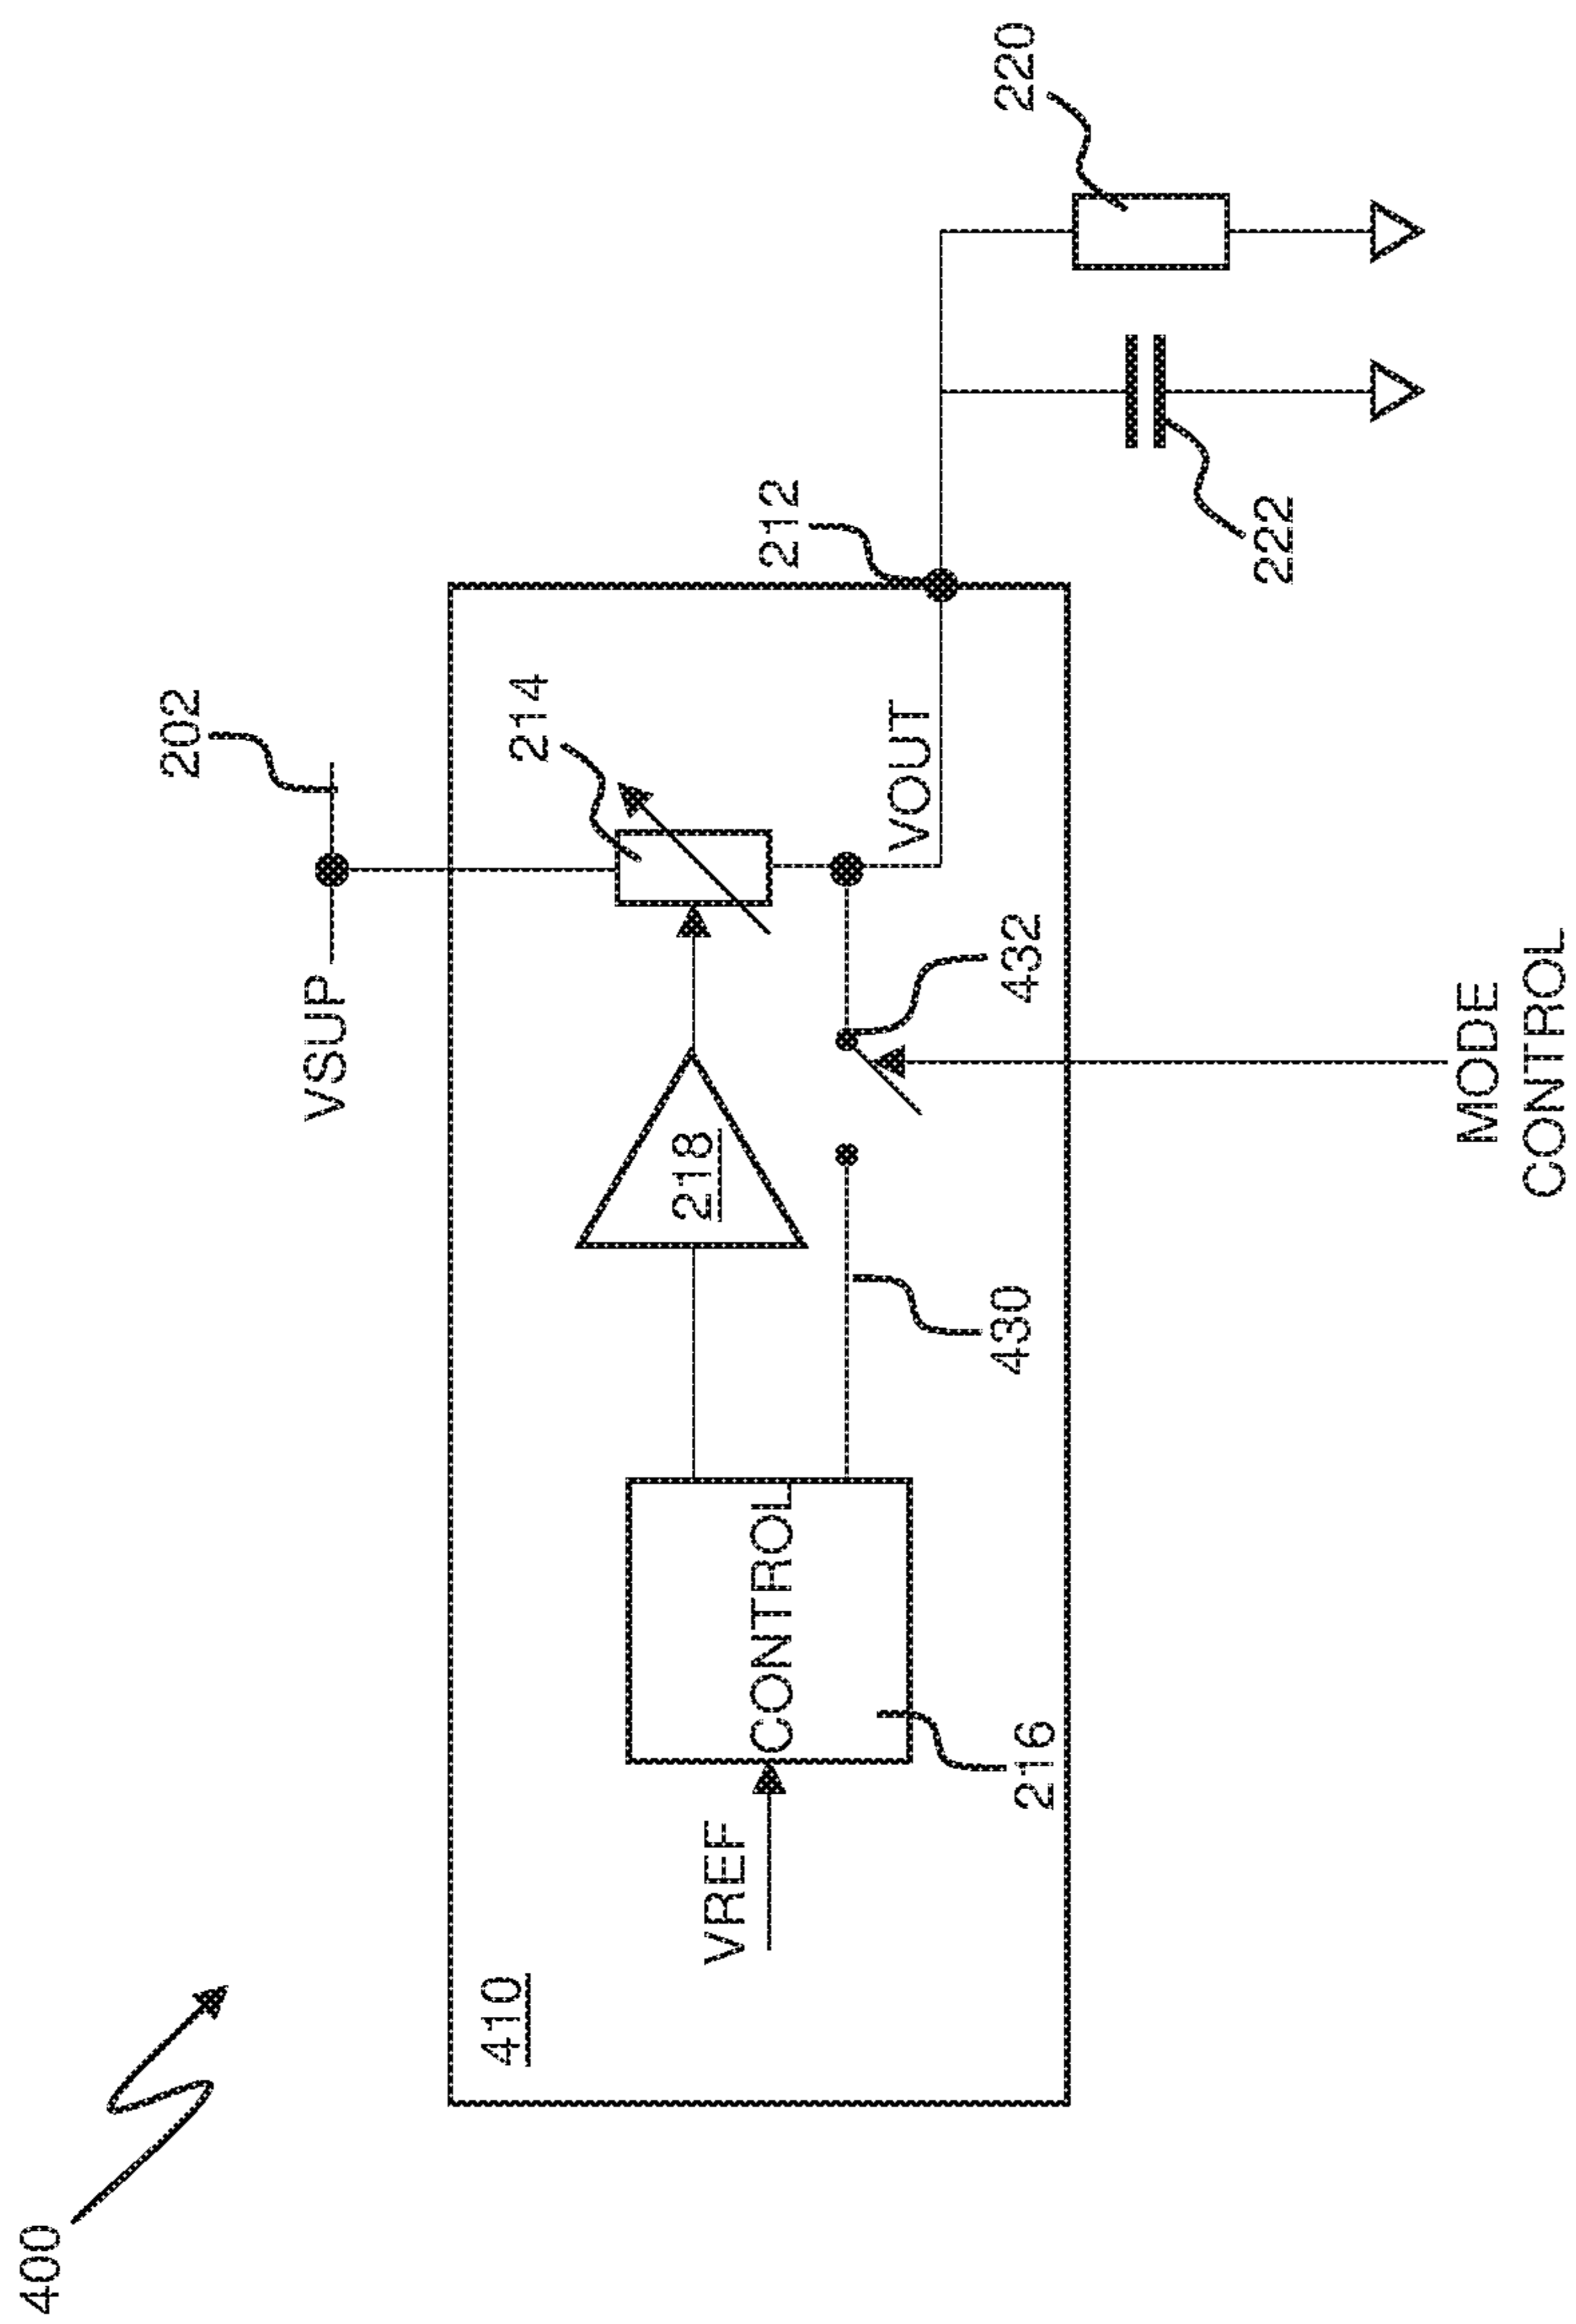 400
410
VREF
CONTROL
216
218
430
432
MODE
CONTROL
VSUP
202
214
VOUT
212
222
220